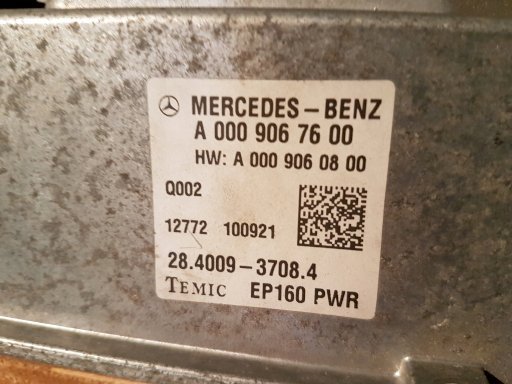 MERCEDES-BENZ
A 000 906 76 00
HW: A 000 906 08 00
Q002
12772 100921
28.4009-3708.4
TEMIC EP160 PWR